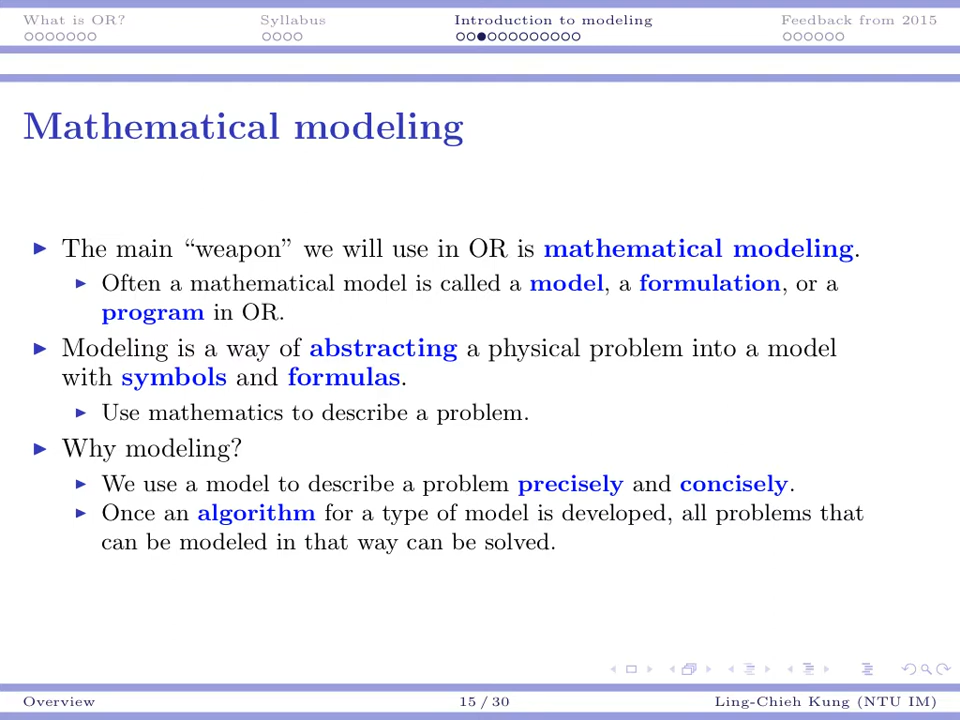 What is OR? Syllabus Introduction to modeling Feedback from 2015
Mathematical modeling
The main “weapon” we will use in OR is mathematical modeling.
Often a mathematical model is called a model, a formulation, or a
program in OR.
Modeling is a way of abstracting a physical problem into a model
with symbols and formulas.
Use mathematics to describe a problem.
Why modeling?
We use a model to describe a problem precisely and concisely.
Once an algorithm for a type of model is developed, all problems that
can be modeled in that way can be solved.
Overview 15 / 30 Ling-Chieh Kung (NTU IM)